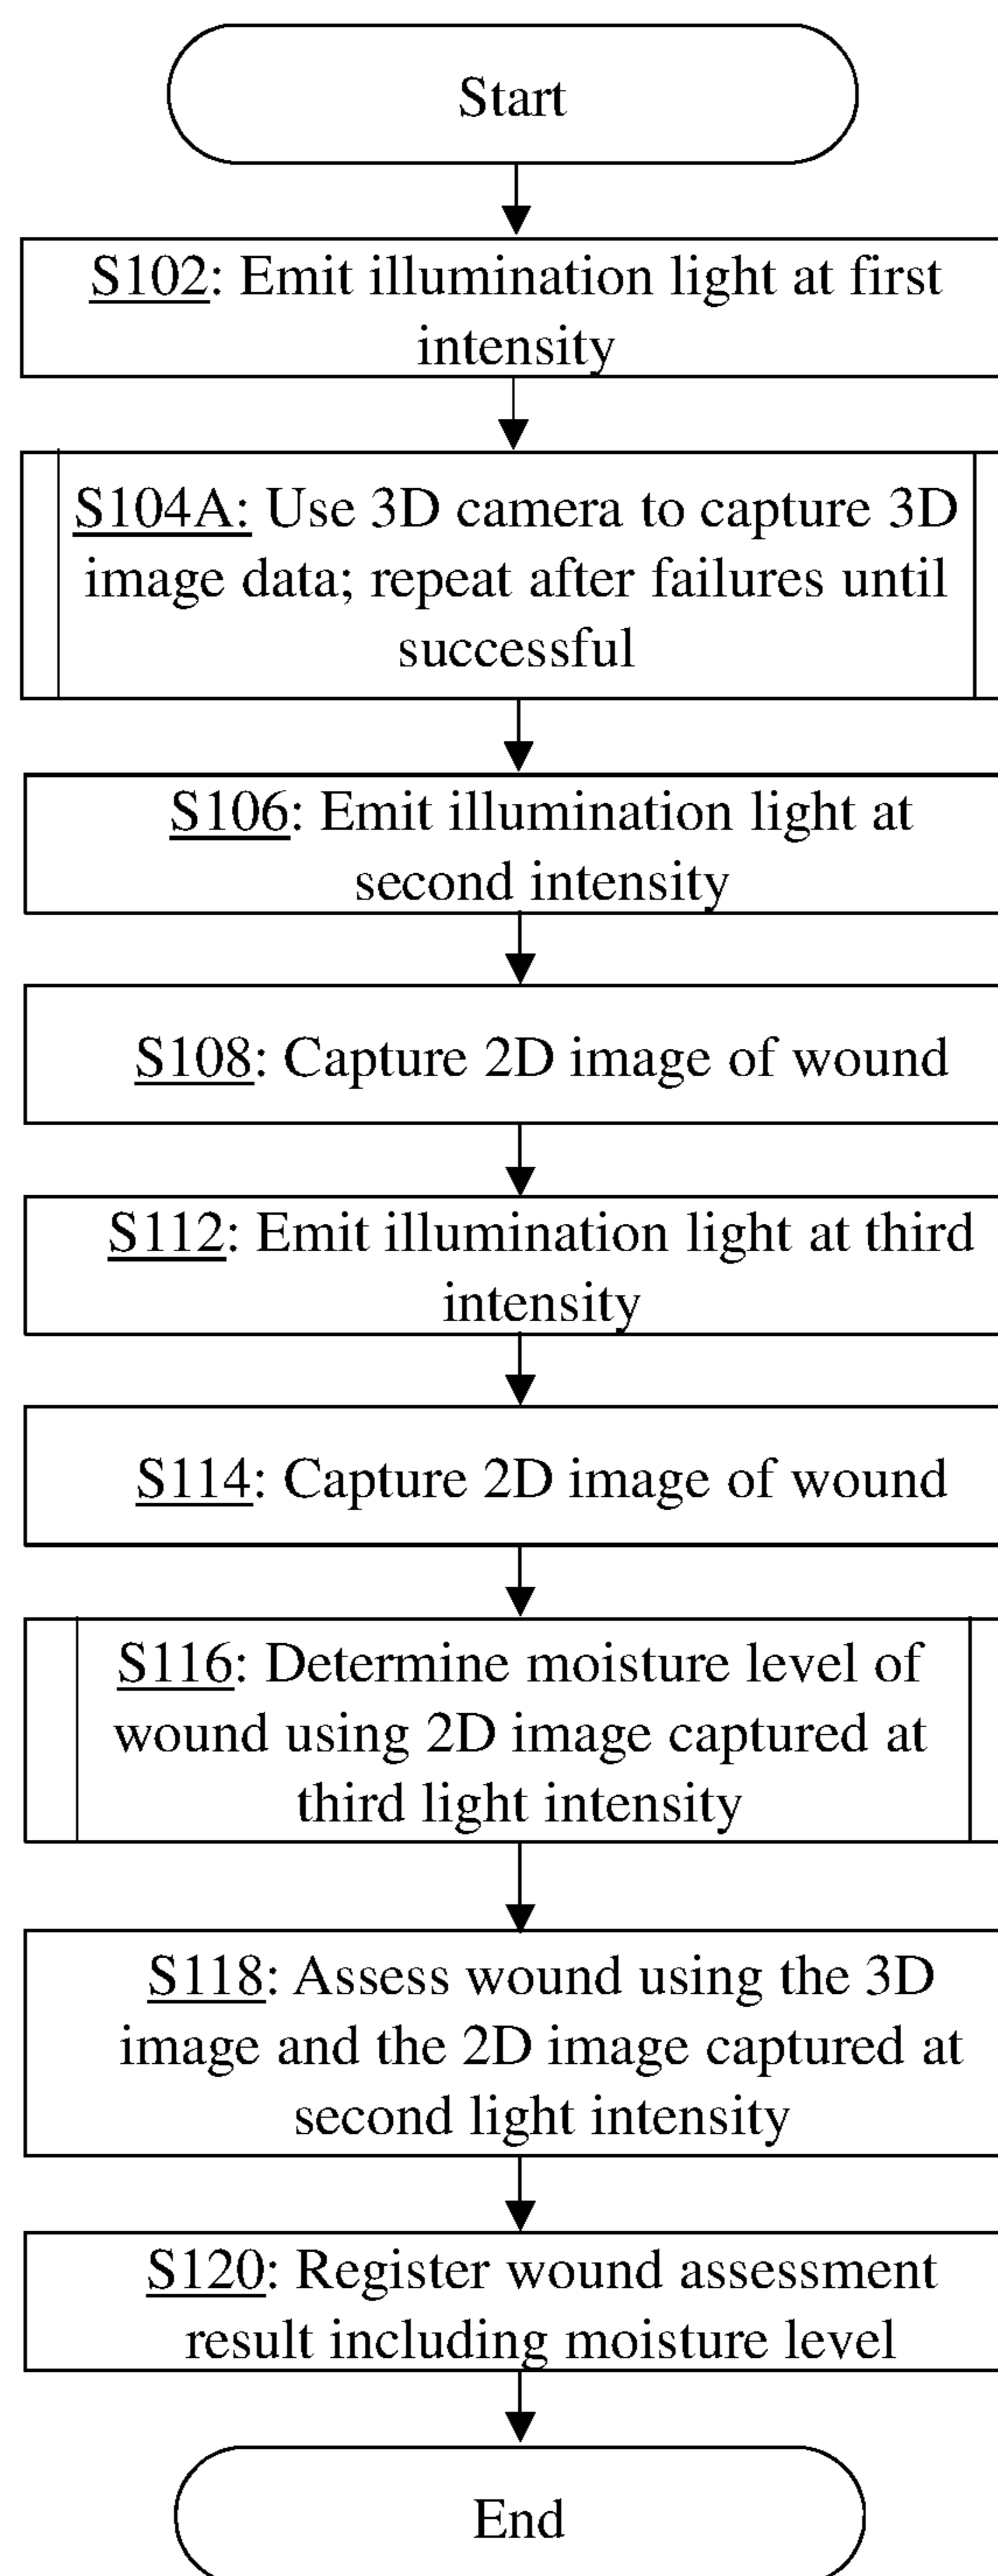 Start
S102: Emit illumination light at first
intensity
S104A: Use 3D camera to capture 3D
image data; repeat after failures until
successful
S106: Emit illumination light at
second intensity
S108: Capture 2D image of wound
S112: Emit illumination light at third
intensity
S114: Capture 2D image of wound
S116: Determine moisture level of
wound using 2D image captured at
third light intensity
S118: Assess wound using the 3D
image and the 2D image captured at
second light intensity
S120: Register wound assessment
result including moisture level
End